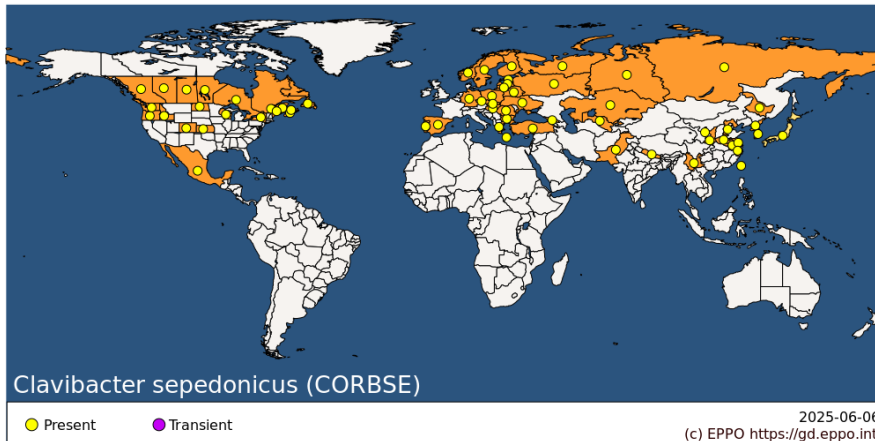 Clavibacter sepedonicus (CORBSE)
Present
Transient
2025-06-06
(c) EPPO https://gd.eppo.int